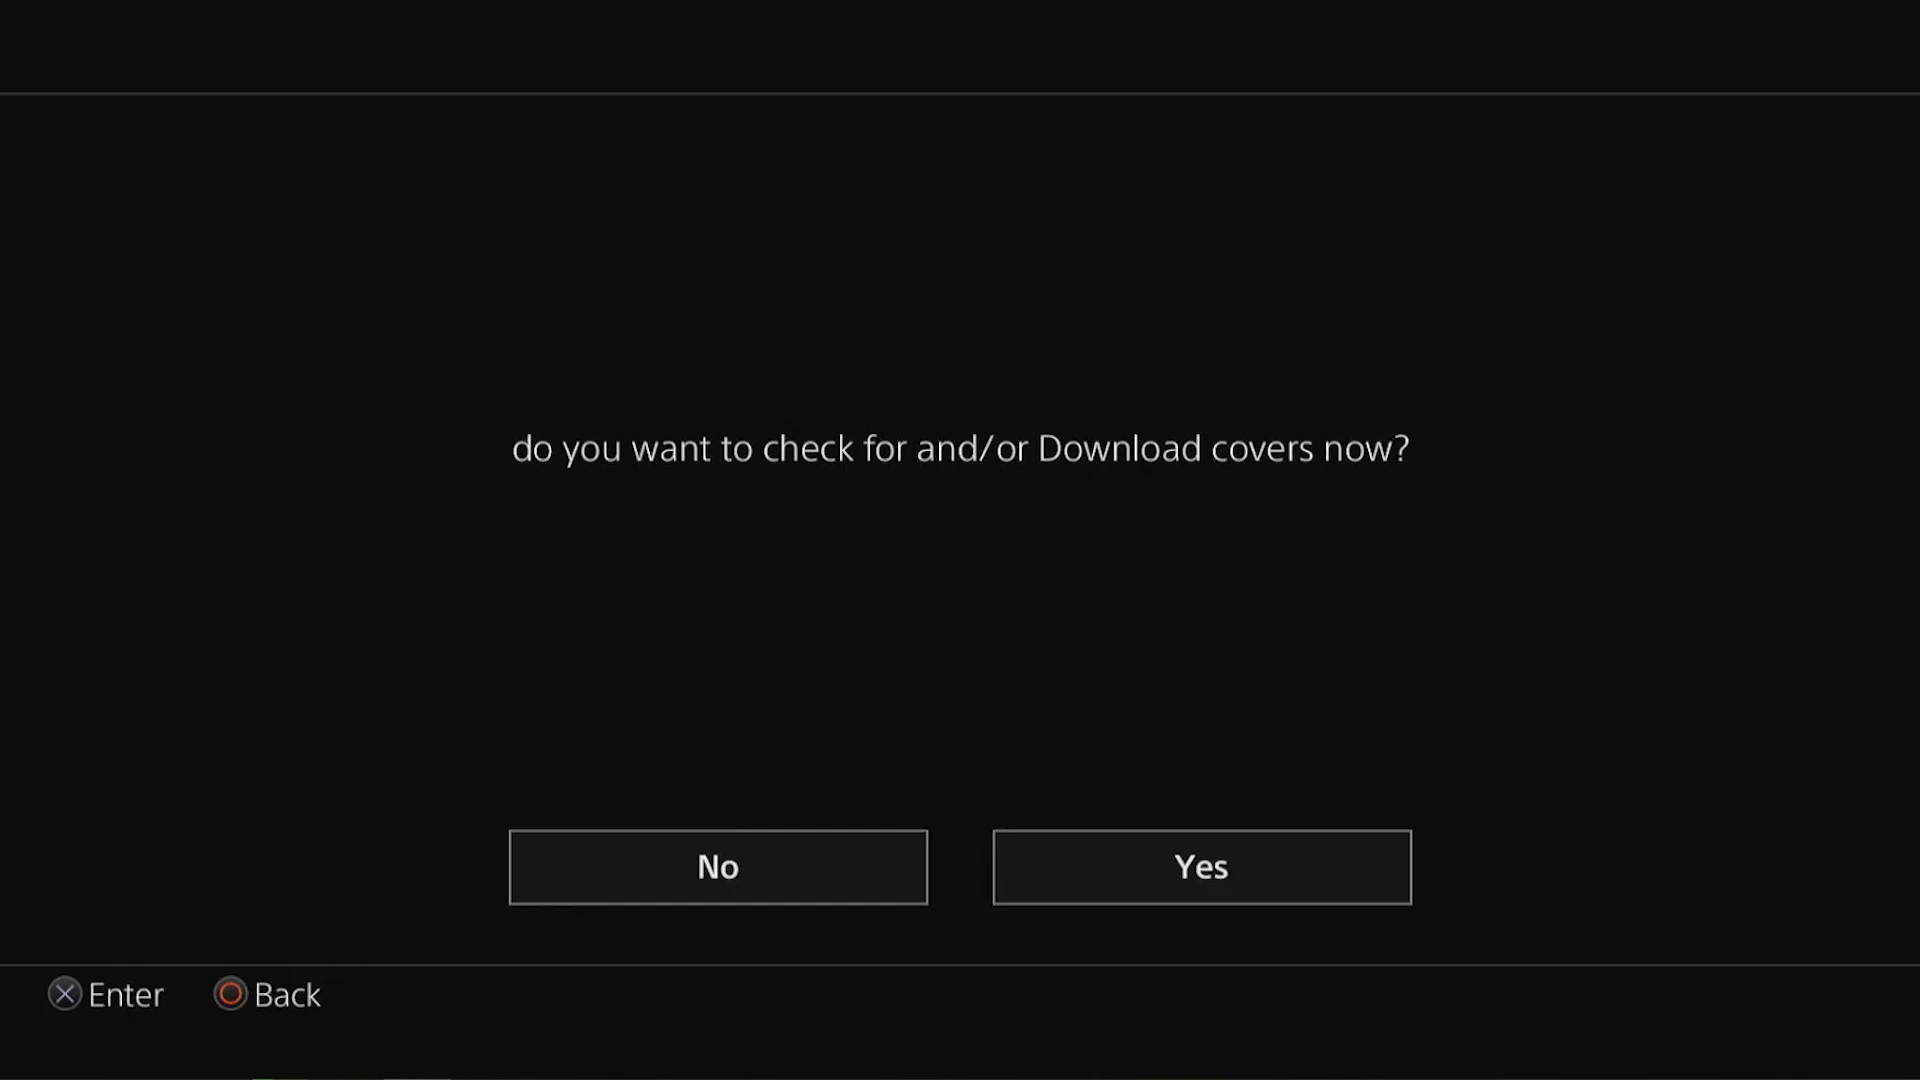 do you want to check for and/or Download covers now?
No
Yes
Enter
Back